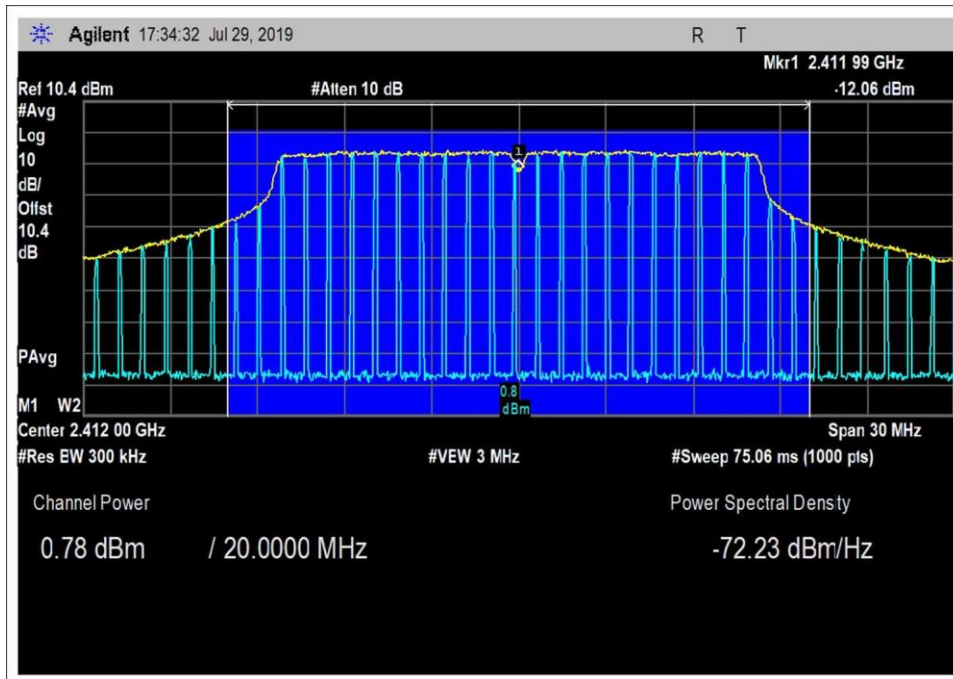 Agilent 17:34:32 Jul 29, 2019 R T
Mkr1 2.411 99 GHz
Ref 10.4 dBm #Atten 10 dB -12.06 dBm
#Avg
Log
10
dB/
Offst
10.4
dB
1
PAvg
0.8
dBm
M1 W2
Center 2.412 00 GHz Span 30 MHz
#Res BW 300 kHz #VBW 3 MHz #Sweep 75.06 ms (1000 pts)
Channel Power Power Spectral Density
0.78 dBm / 20.0000 MHz -72.23 dBm/Hz